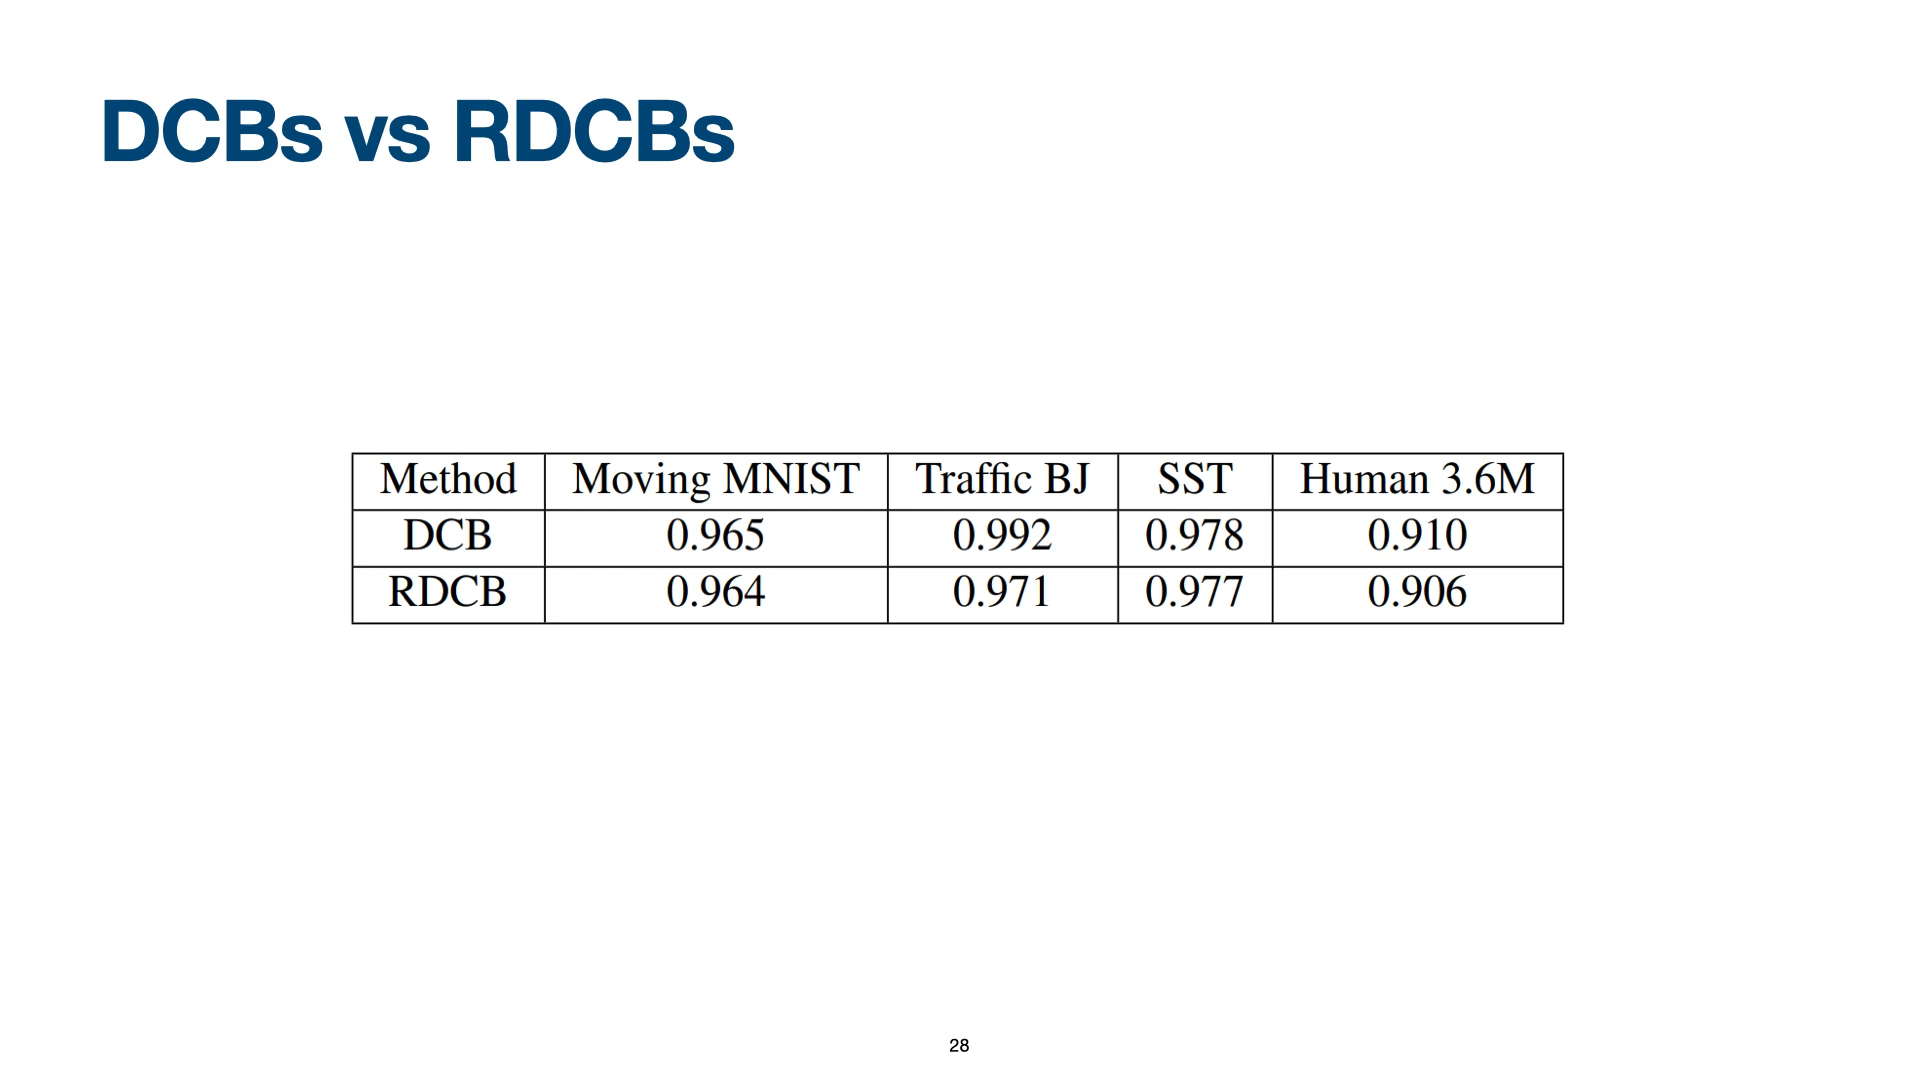 DCBs vs RDCBs
Method Moving MNIST Traffic BJ SST Human 3.6M
DCB 0.965 0.992 0.978 0.910
RDCB 0.964 0.971 0.977 0.906
28